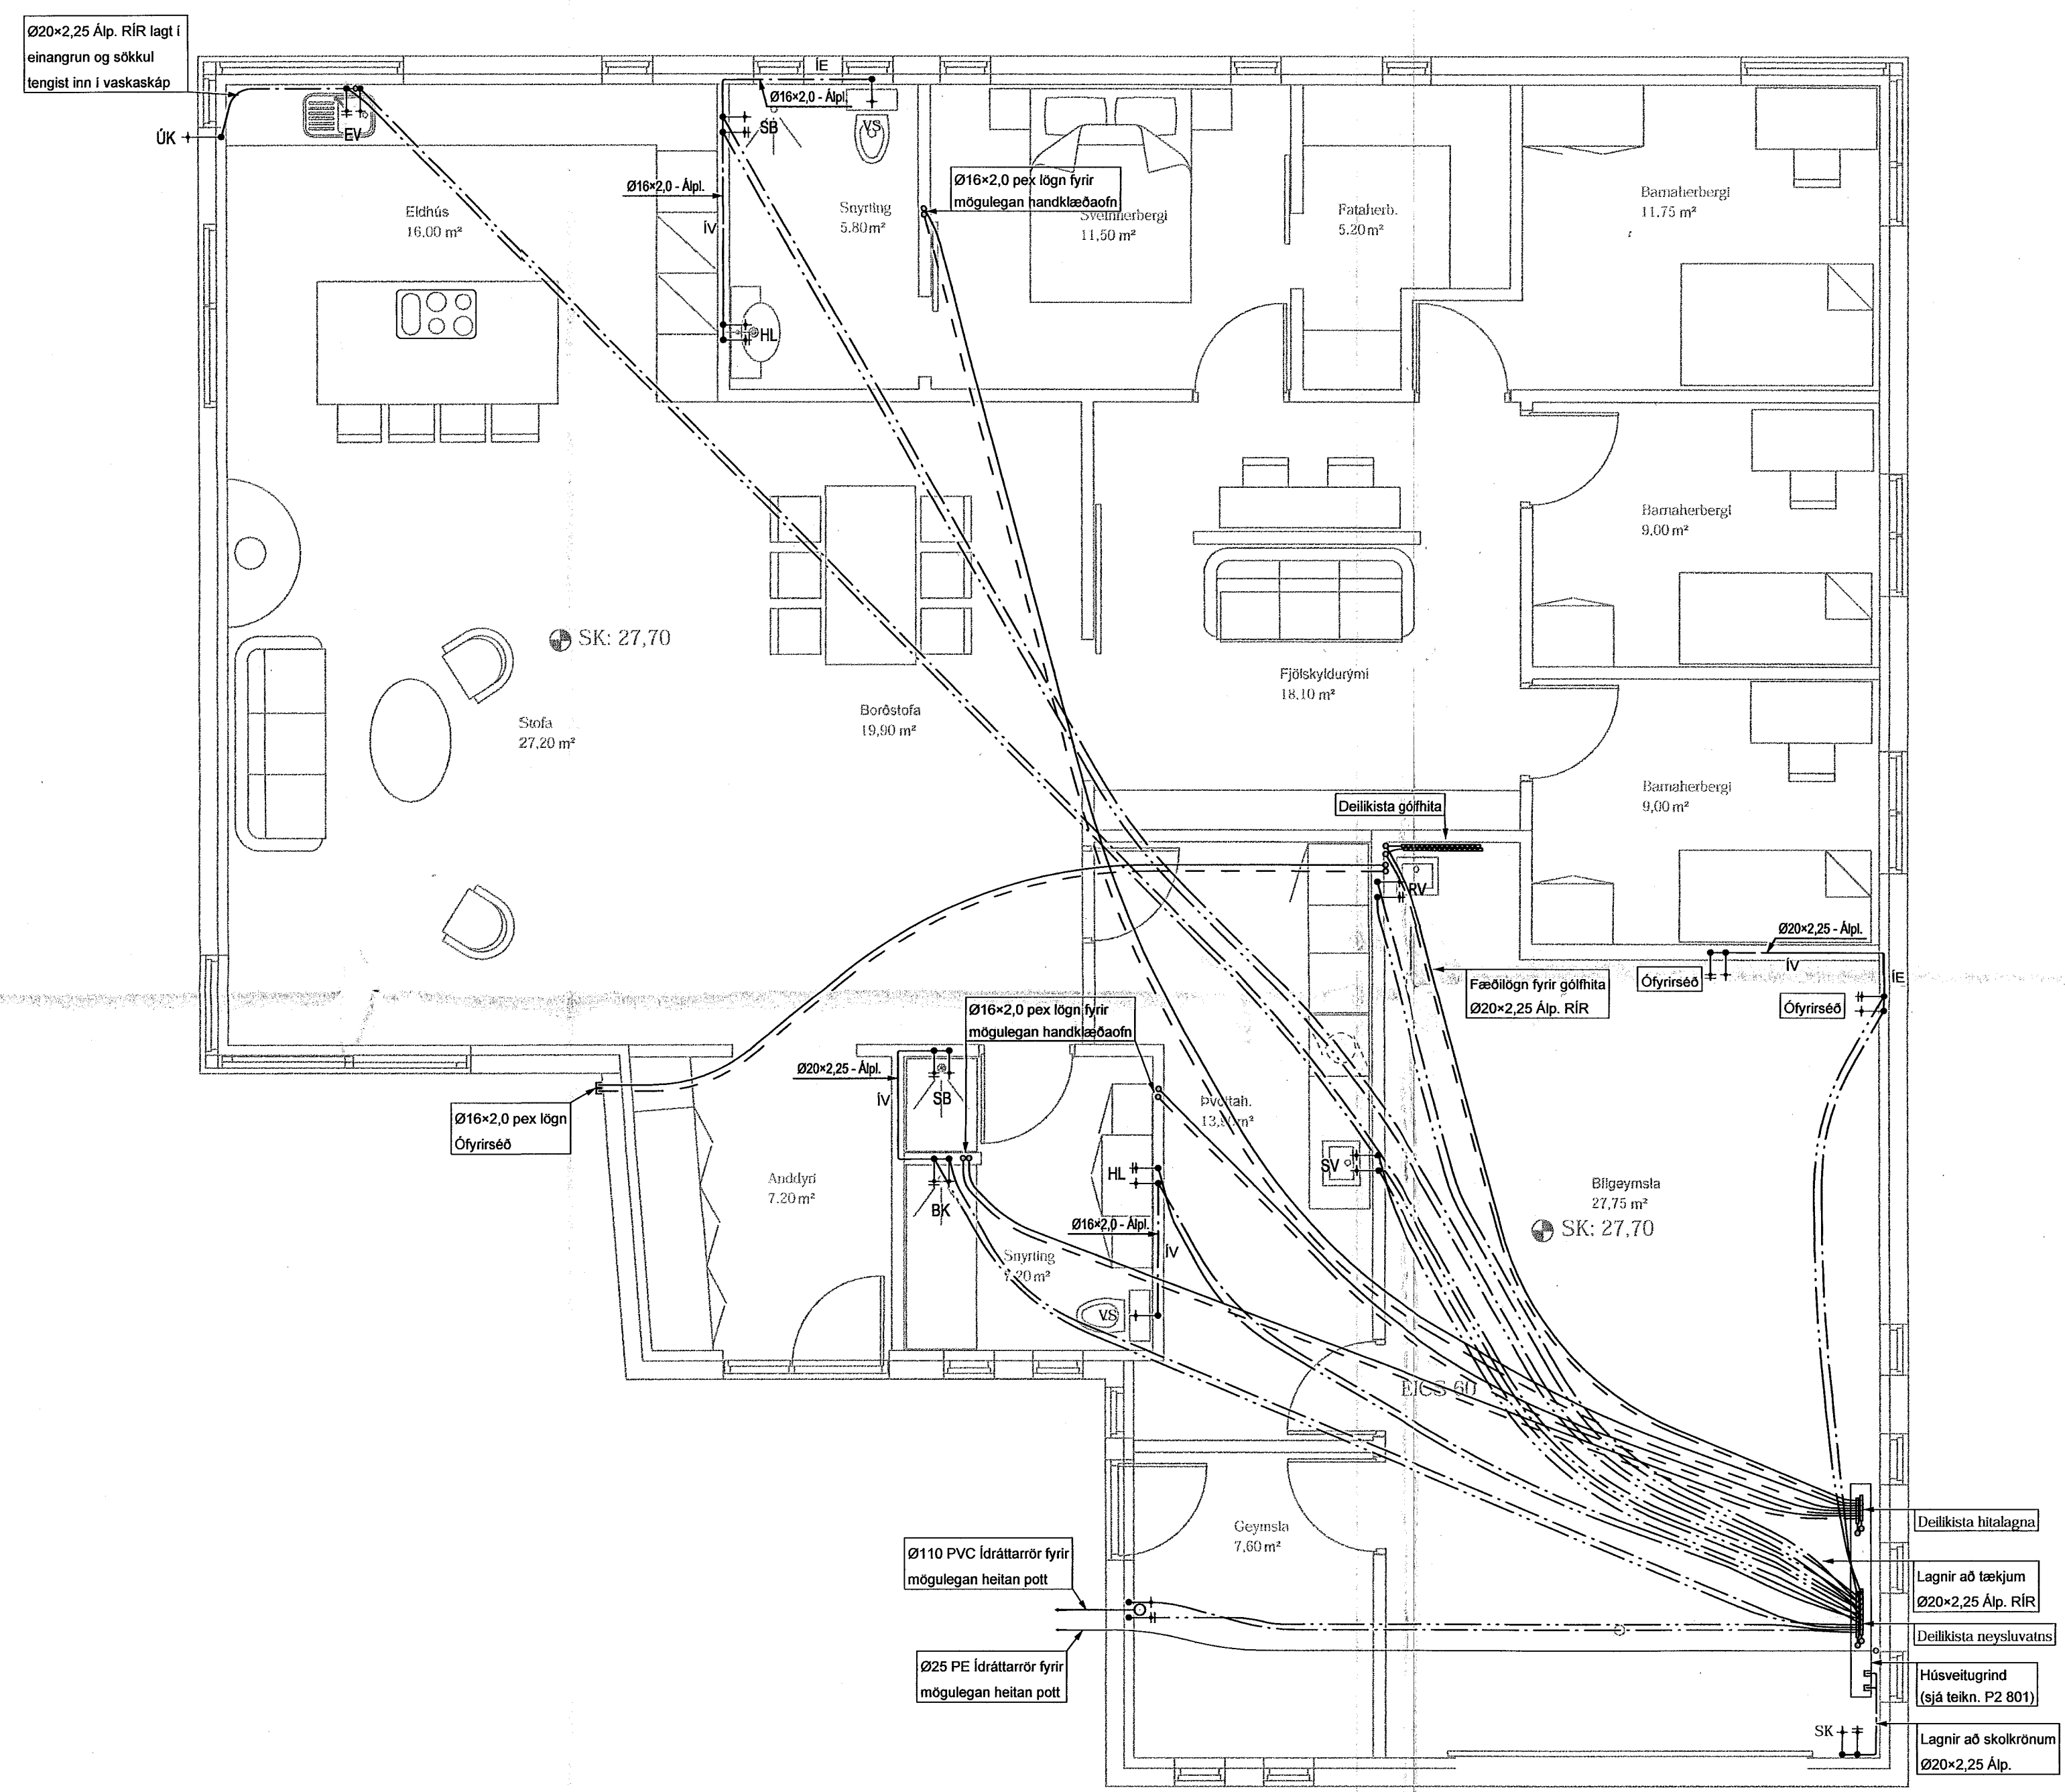 Ø20×2,25 Álp. RÍR lagt í
einangrun og sökkul
tengist inn í vaskaskáp
ÚK
EV
ÍE
Ø16×2,0 - Álpl.
SB
VS
Ø16×2,0 - Álpl.
ÍV
HL
Ø16×2,0 pex lögn fyrir
mögulegan handklæðaofn
Eldhús
16.00 m²
Snyrting
5.80 m²
Svefnherbergi
11,50 m²
Fataherb.
5.20 m²
Barnaherbergi
11.75 m²
Barnaherbergi
9,00 m²
SK: 27,70
Stofa
27,20 m²
Borðstofa
19,90 m²
Fjölskyldurými
18.10 m²
Barnaherbergi
9,00 m²
Deilikista gólfhita
RV
Ø20×2,25 - Álpl.
ÍV
ÍE
Ófyrirséð
Ófyrirséð
Fæðilögn fyrir gólfhita
Ø20×2,25 Álp. RÍR
Ø16×2,0 pex lögn fyrir
mögulegan handklæðaofn
Ø20×2,25 - Álpl.
ÍV
SB
Ø16×2,0 pex lögn
Ófyrirséð
Þvottah.
Anddyri
7.20 m²
BK
HL
SV
Ø16×2,0 - Álpl.
ÍV
Snyrting
7.20 m²
VS
Bílgeymsla
27,75 m²
SK: 27,70
EICS 60
Geymsla
7,60 m²
Ø110 PVC Ídráttarrör fyrir
mögulegan heitan pott
Ø25 PE Ídráttarrör fyrir
mögulegan heitan pott
Deilikista hitalagna
Lagnir að tækjum
Ø20×2,25 Álp. RÍR
Deilikista neysluvatns
Húsveitugrind
(sjá teikn. P2 801)
SK
Lagnir að skolkrönum
Ø20×2,25 Álp.